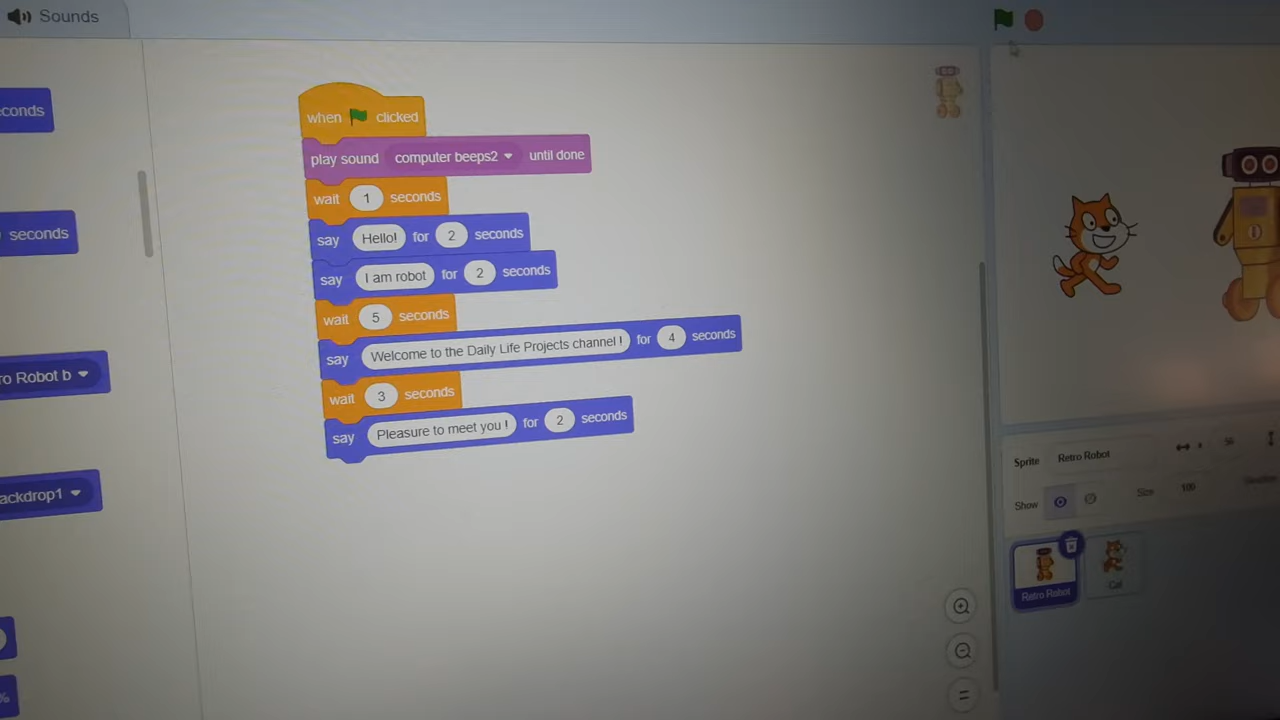 Sounds
conds
seconds
ro Robot b
ackdrop1
%
when clicked
play sound computer beeps2 until done
wait 1 seconds
say Hello! for 2 seconds
say I am robot for 2 seconds
wait 5 seconds
say Welcome to the Daily Life Projects channel ! for 4 seconds
wait 3 seconds
say Pleasure to meet you ! for 2 seconds
Sprite Retro Robot
Show Size 100
Retro Robot
Cat